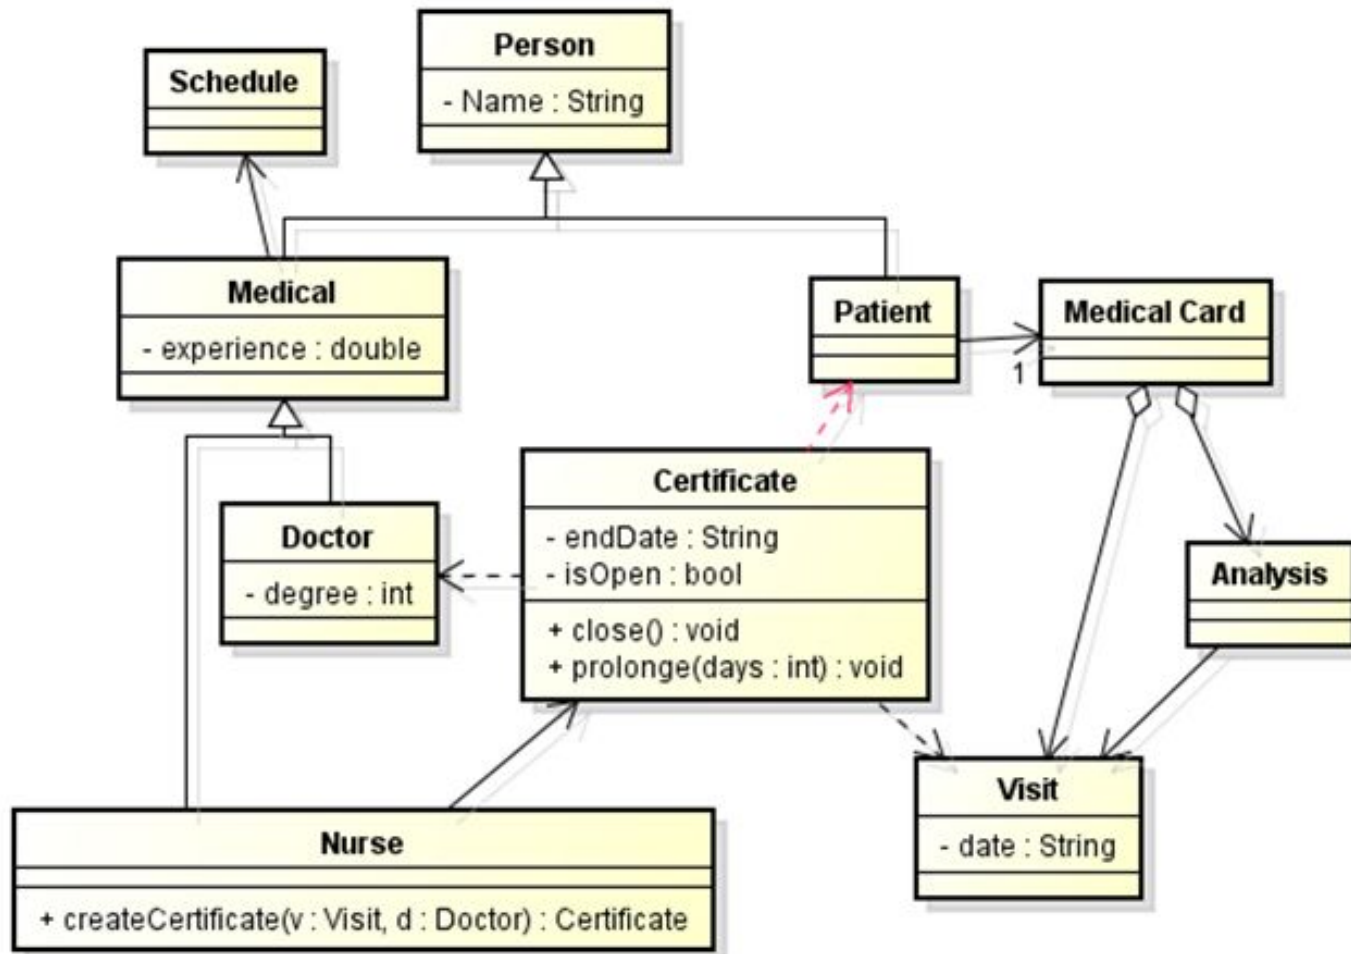 Person
- Name : String
Schedule
Medical
- experience : double
Patient
Medical Card
1
Certificate
- endDate : String
- isOpen : bool
+ close() : void
+ prolonge(days : int) : void
Doctor
- degree : int
Analysis
Visit
- date : String
Nurse
+ createCertificate(v : Visit, d : Doctor) : Certificate